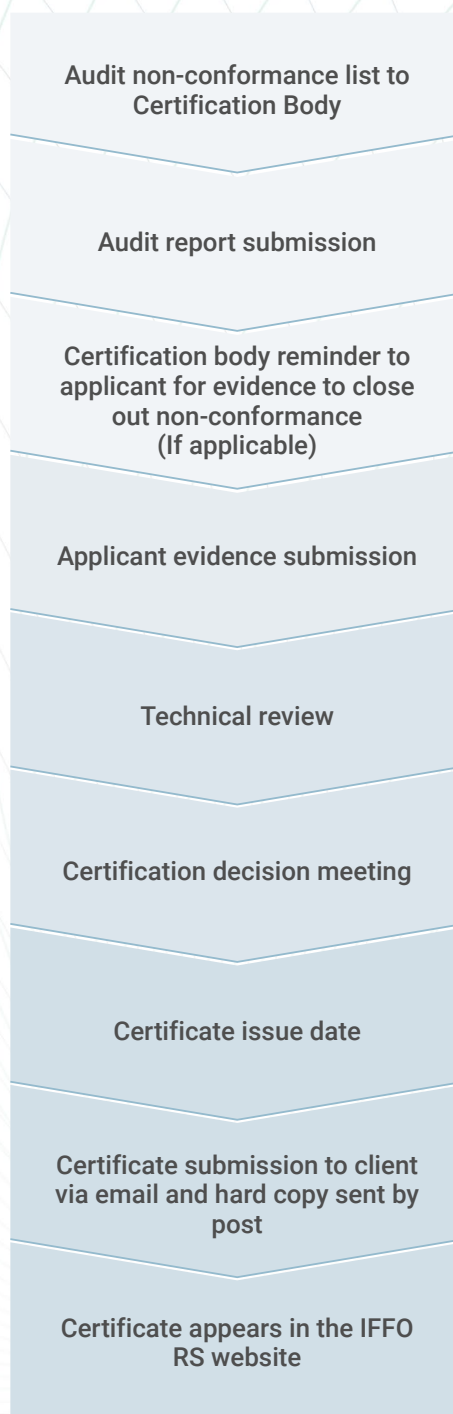 Audit non-conformance list to
Certification Body
Audit report submission
Certification body reminder to
applicant for evidence to close
out non-conformance
(If applicable)
Applicant evidence submission
Technical review
Certification decision meeting
Certificate issue date
Certificate submission to client
via email and hard copy sent by
post
Certificate appears in the IFFO
RS website